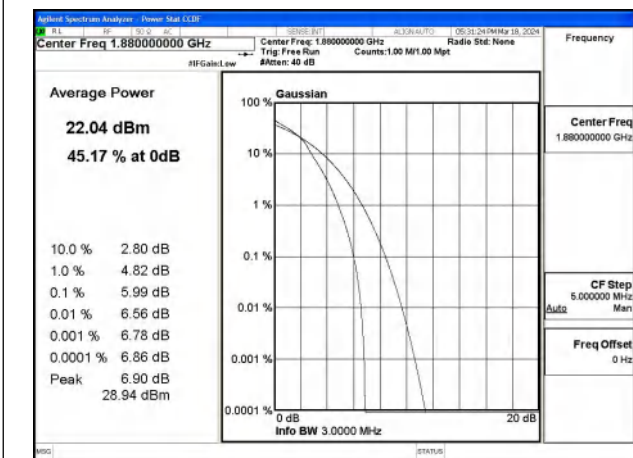 Agilent Spectrum Analyzer - Power Stat CCDF
RL RF 50 Ω AC SENSE:INT ALIGNAUTO 05:31:24 PM Mar 18, 2024
Center Freq 1.880000000 GHz Center Freq: 1.880000000 GHz Radio Std: None
Trig: Free Run Counts:1.00 M/1.00 Mpt
#IFGain:Low #Atten: 40 dB
Frequency
Average Power
22.04 dBm
45.17 % at 0dB
10.0 % 2.80 dB
1.0 % 4.82 dB
0.1 % 5.99 dB
0.01 % 6.56 dB
0.001 % 6.78 dB
0.0001 % 6.86 dB
Peak 6.90 dB
28.94 dBm
Gaussian
100 %
10 %
1 %
0.1 %
0.01 %
0.001 %
0.0001 %
0 dB 20 dB
Info BW 3.0000 MHz
Center Freq
1.880000000 GHz
CF Step
5.000000 MHz
Auto Man
Freq Offset
0 Hz
MSG STATUS